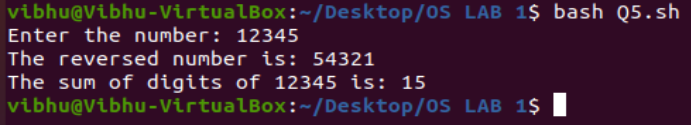 vibhu@Vibhu-VirtualBox:~/Desktop/OS LAB 1$ bash Q5.sh
Enter the number: 12345
The reversed number is: 54321
The sum of digits of 12345 is: 15
vibhu@Vibhu-VirtualBox:~/Desktop/OS LAB 1$